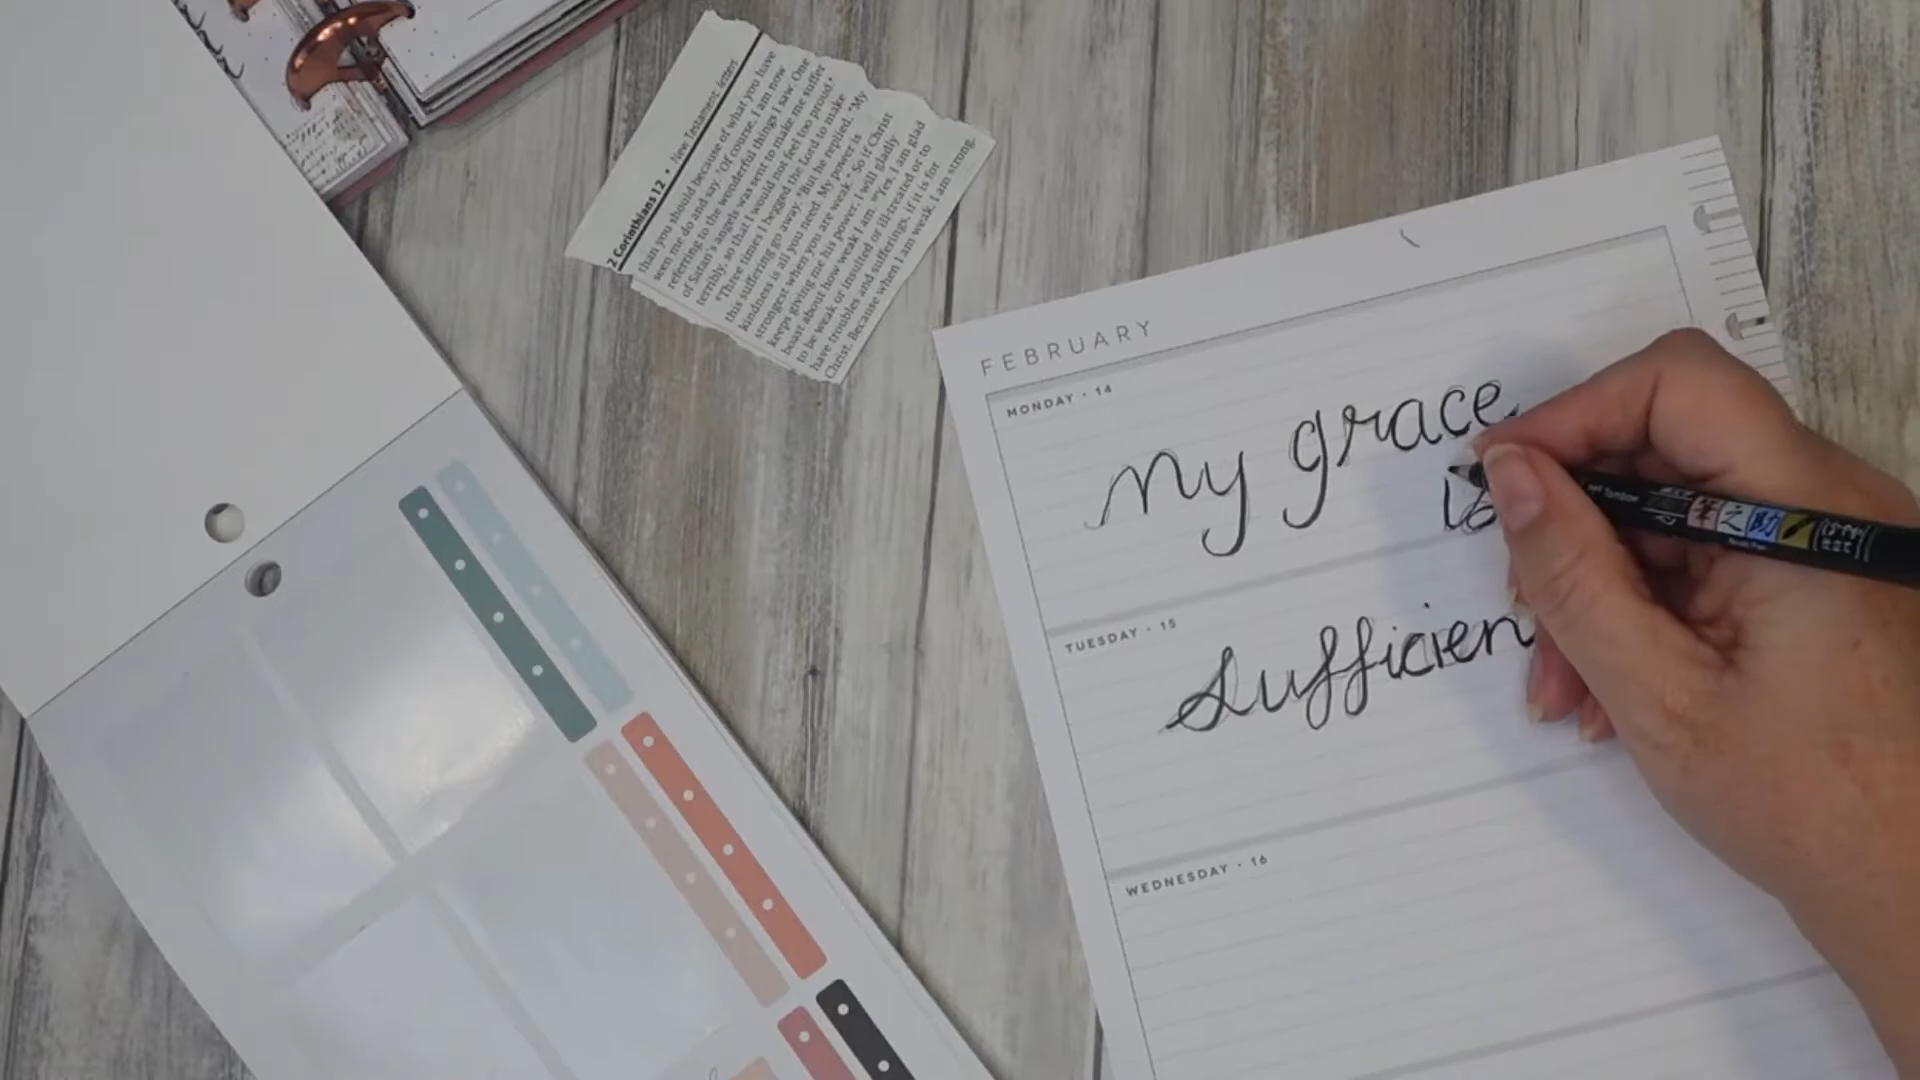 2 Corinthians 12 • New Testament letters
than you should because of what you have
seen me do and say. ⁷Of course, I am now
referring to the wonderful things I saw. One
of Satan's angels was sent to make me suffer
terribly, so that I would not feel too proud.
⁸Three times I begged the Lord to make
this suffering go away. ⁹But he replied, "My
kindness is all you need. My power is
strongest when you are weak." So if Christ
keeps giving me his power, I will gladly
boast about how weak I am. ¹⁰Yes, I am glad
to be weak or insulted or ill-treated or to
have troubles and sufferings, if it is for
Christ. Because when I am weak, I am strong.
FEBRUARY
MONDAY · 14
My grace
is
TUESDAY · 15
Sufficien
WEDNESDAY · 16
Tombow